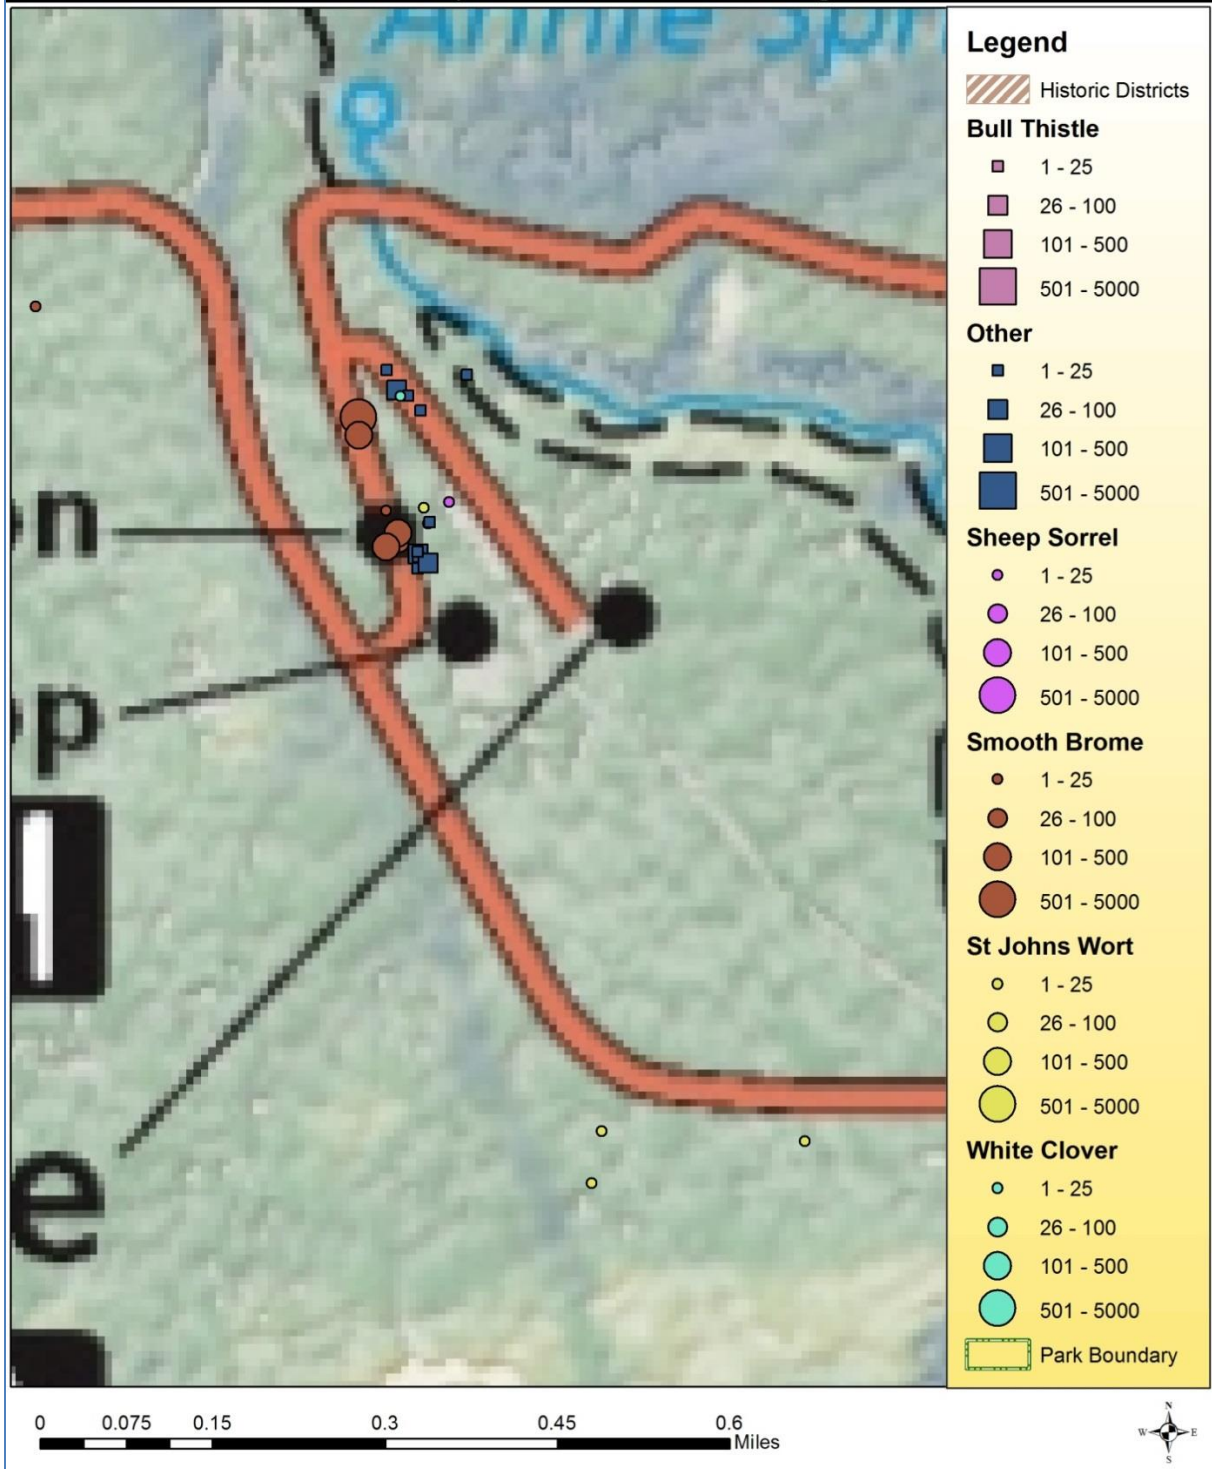 Annie Spri
on
op
e
Legend
Historic Districts
Bull Thistle
1 - 25
26 - 100
101 - 500
501 - 5000
Other
1 - 25
26 - 100
101 - 500
501 - 5000
Sheep Sorrel
1 - 25
26 - 100
101 - 500
501 - 5000
Smooth Brome
1 - 25
26 - 100
101 - 500
501 - 5000
St Johns Wort
1 - 25
26 - 100
101 - 500
501 - 5000
White Clover
1 - 25
26 - 100
101 - 500
501 - 5000
Park Boundary
0 0.075 0.15 0.3 0.45 0.6
Miles
N
W E
S